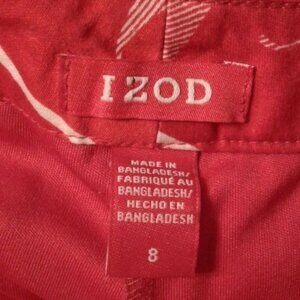 IZOD
MADE IN
BANGLADESH/
FABRIQUÉ AU
BANGLADESH/
HECHO EN
BANGLADESH
8